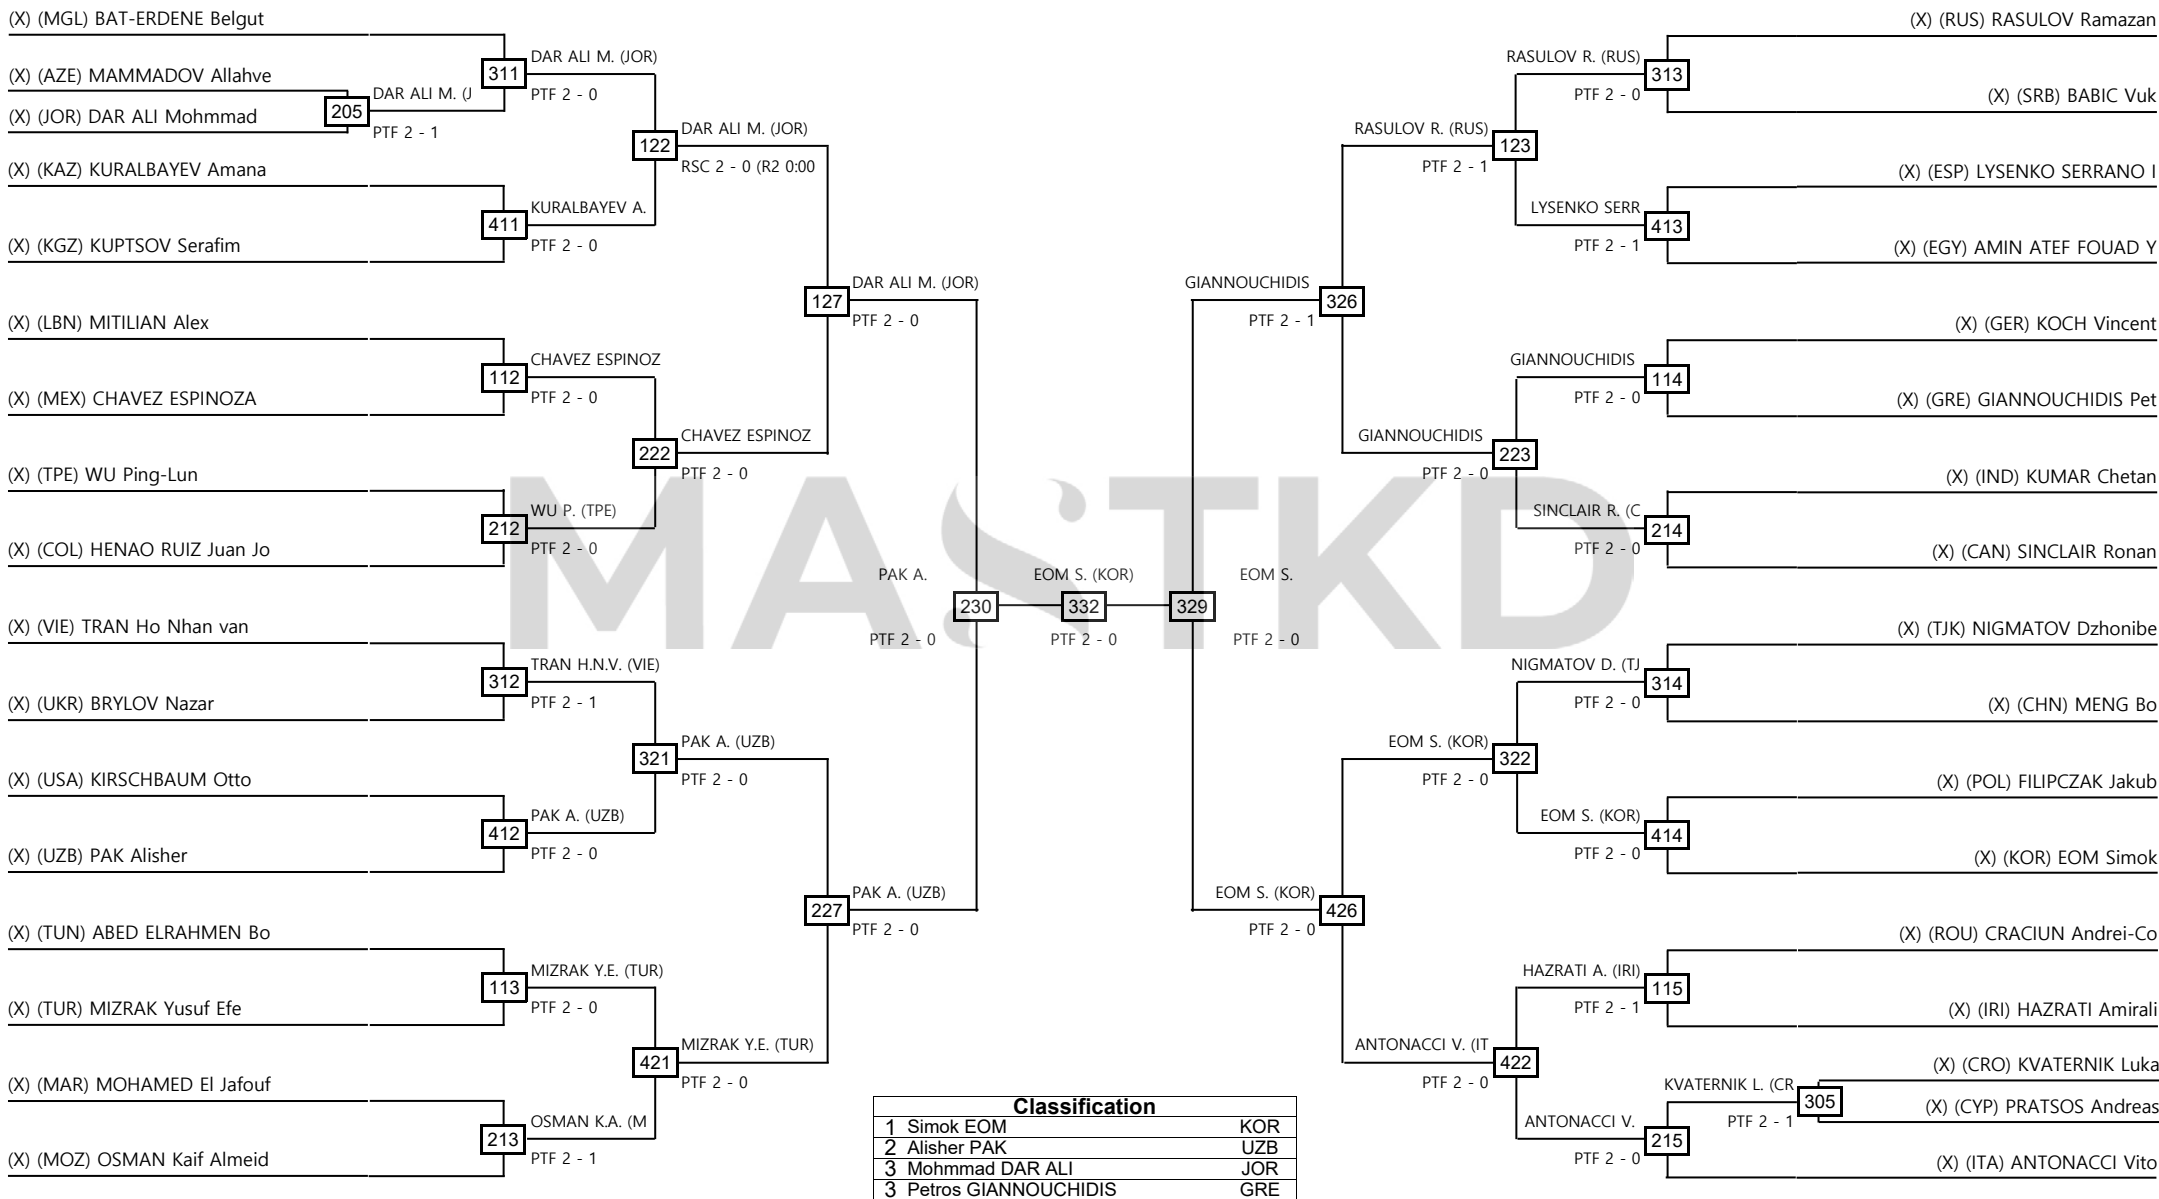 (X) (MGL) BAT-ERDENE Belgut
(X) (AZE) MAMMADOV Allahve
(X) (JOR) DAR ALI Mohmmad
(X) (KAZ) KURALBAYEV Amana
(X) (KGZ) KUPTSOV Serafim
(X) (LBN) MITILIAN Alex
(X) (MEX) CHAVEZ ESPINOZA
(X) (TPE) WU Ping-Lun
(X) (COL) HENAO RUIZ Juan Jo
(X) (VIE) TRAN Ho Nhan van
(X) (UKR) BRYLOV Nazar
(X) (USA) KIRSCHBAUM Otto
(X) (UZB) PAK Alisher
(X) (TUN) ABED ELRAHMEN Bo
(X) (TUR) MIZRAK Yusuf Efe
(X) (MAR) MOHAMED El Jafouf
(X) (MOZ) OSMAN Kaif Almeid
205
DAR ALI M. (J
PTF 2 - 1
311
DAR ALI M. (JOR)
PTF 2 - 0
411
KURALBAYEV A.
PTF 2 - 0
112
CHAVEZ ESPINOZ
PTF 2 - 0
212
WU P. (TPE)
PTF 2 - 0
312
TRAN H.N.V. (VIE)
PTF 2 - 1
412
PAK A. (UZB)
PTF 2 - 0
113
MIZRAK Y.E. (TUR)
PTF 2 - 0
213
OSMAN K.A. (M
PTF 2 - 1
122
DAR ALI M. (JOR)
RSC 2 - 0 (R2 0:00
222
CHAVEZ ESPINOZ
PTF 2 - 0
321
PAK A. (UZB)
PTF 2 - 0
421
MIZRAK Y.E. (TUR)
PTF 2 - 0
127
DAR ALI M. (JOR)
PTF 2 - 0
227
PAK A. (UZB)
PTF 2 - 0
PAK A.
230
PTF 2 - 0
EOM S. (KOR)
332
PTF 2 - 0
EOM S.
329
PTF 2 - 0
MASTKD
GIANNOUCHIDIS
326
PTF 2 - 1
EOM S. (KOR)
426
PTF 2 - 0
RASULOV R. (RUS)
123
PTF 2 - 1
GIANNOUCHIDIS
223
PTF 2 - 0
EOM S. (KOR)
322
PTF 2 - 0
ANTONACCI V. (IT
422
PTF 2 - 0
RASULOV R. (RUS)
313
PTF 2 - 0
LYSENKO SERR
413
PTF 2 - 1
GIANNOUCHIDIS
114
PTF 2 - 0
SINCLAIR R. (C
214
PTF 2 - 0
NIGMATOV D. (TJ
314
PTF 2 - 0
EOM S. (KOR)
414
PTF 2 - 0
HAZRATI A. (IRI)
115
PTF 2 - 1
ANTONACCI V.
215
PTF 2 - 0
KVATERNIK L. (CR
305
PTF 2 - 1
(X) (RUS) RASULOV Ramazan
(X) (SRB) BABIC Vuk
(X) (ESP) LYSENKO SERRANO I
(X) (EGY) AMIN ATEF FOUAD Y
(X) (GER) KOCH Vincent
(X) (GRE) GIANNOUCHIDIS Pet
(X) (IND) KUMAR Chetan
(X) (CAN) SINCLAIR Ronan
(X) (TJK) NIGMATOV Dzhonibe
(X) (CHN) MENG Bo
(X) (POL) FILIPCZAK Jakub
(X) (KOR) EOM Simok
(X) (ROU) CRACIUN Andrei-Co
(X) (IRI) HAZRATI Amirali
(X) (CRO) KVATERNIK Luka
(X) (CYP) PRATSOS Andreas
(X) (ITA) ANTONACCI Vito
Classification
1 Simok EOM KOR
2 Alisher PAK UZB
3 Mohmmad DAR ALI JOR
3 Petros GIANNOUCHIDIS GRE